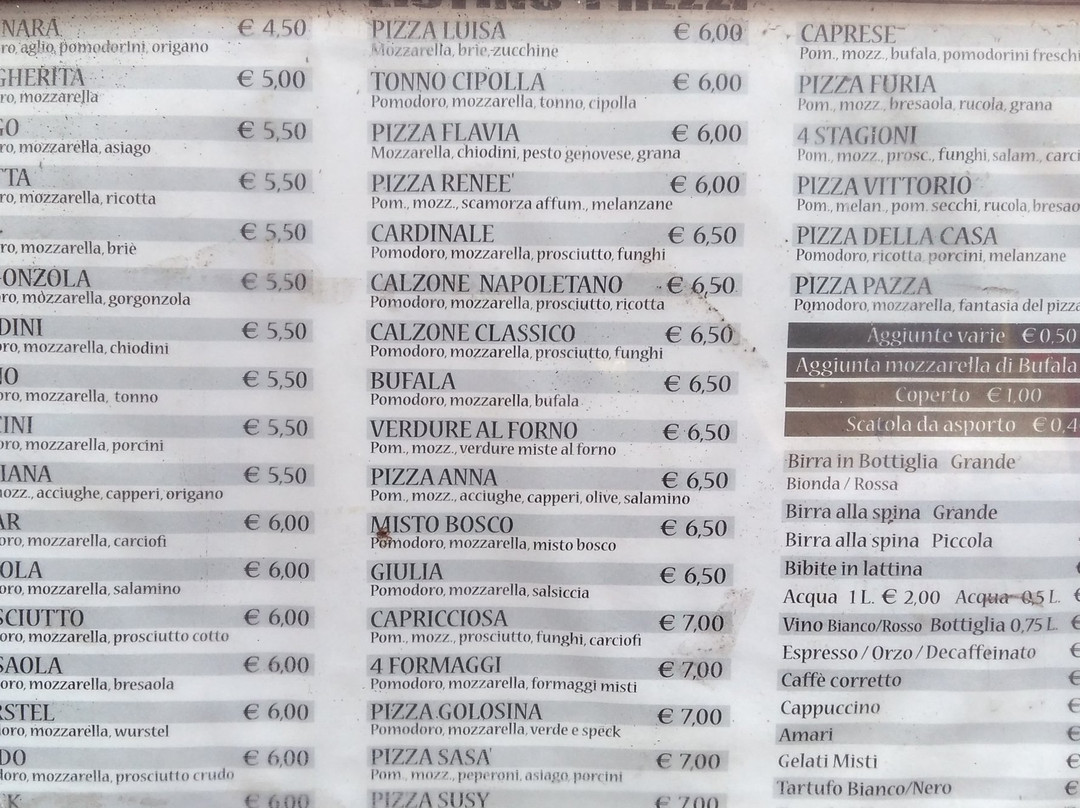 LISTINO PREZZI
NARA € 4,50
ro, aglio, pomodorini, origano
GHERITA € 5,00
ro, mozzarella
GO € 5,50
ro, mozzarella, asiago
TTA € 5,50
ro, mozzarella, ricotta
€ 5,50
ro, mozzarella, briè
GONZOLA € 5,50
oro, mozzarella, gorgonzola
DINI € 5,50
oro, mozzarella, chiodini
NO € 5,50
oro, mozzarella, tonno
CINI € 5,50
oro, mozzarella, porcini
IANA € 5,50
mozz., acciughe, capperi, origano
AR € 6,00
oro, mozzarella, carciofi
OLA € 6,00
oro, mozzarella, salamino
SCIUTTO € 6,00
oro, mozzarella, prosciutto cotto
SAOLA € 6,00
oro, mozzarella, bresaola
RSTEL € 6,00
oro, mozzarella, wurstel
DO € 6,00
doro, mozzarella, prosciutto crudo
K € 6,00
PIZZA LUISA € 6,00
Mozzarella, brie, zucchine
TONNO CIPOLLA € 6,00
Pomodoro, mozzarella, tonno, cipolla
PIZZA FLAVIA € 6,00
Mozzarella, chiodini, pesto genovese, grana
PIZZA RENEE' € 6,00
Pom., mozz., scamorza affum., melanzane
CARDINALE € 6,50
Pomodoro, mozzarella, prosciutto, funghi
CALZONE NAPOLETANO € 6,50
Pomodoro, mozzarella, prosciutto, ricotta
CALZONE CLASSICO € 6,50
Pomodoro, mozzarella, prosciutto, funghi
BUFALA € 6,50
Pomodoro, mozzarella, bufala
VERDURE AL FORNO € 6,50
Pom., mozz., verdure miste al forno
PIZZA ANNA € 6,50
Pom., mozz., acciughe, capperi, olive, salamino
MISTO BOSCO € 6,50
Pomodoro, mozzarella, misto bosco
GIULIA € 6,50
Pomodoro, mozzarella, salsiccia
CAPRICCIOSA € 7,00
Pom., mozz., prosciutto, funghi, carciofi
4 FORMAGGI € 7,00
Pomodoro, mozzarella, formaggi misti
PIZZA GOLOSINA € 7,00
Pomodoro, mozzarella, verde e speck
PIZZA SASA' € 7,00
Pom., mozz., peperoni, asiago, porcini
PIZZA SUSY € 7,00
CAPRESE
Pom., mozz., bufala, pomodorini freschi
PIZZA FURIA
Pom., mozz., bresaola, rucola, grana
4 STAGIONI
Pom., mozz., prosc., funghi, salam., carci
PIZZA VITTORIO
Pom., melan., pom. secchi, rucola, bresao
PIZZA DELLA CASA
Pomodoro, ricotta, porcini, melanzane
PIZZA PAZZA
Pomodoro, mozzarella, fantasia del pizza
Aggiunte varie € 0,50
Aggiunta mozzarella di Bufala
Coperto € 1,00
Scatola da asporto € 0,4
Birra in Bottiglia Grande
Bionda / Rossa
Birra alla spina Grande
Birra alla spina Piccola
Bibite in lattina €
Acqua 1 L. € 2,00 Acqua 0,5 L. €
Vino Bianco/Rosso Bottiglia 0,75 L. €
Espresso / Orzo / Decaffeinato €
Caffè corretto €
Cappuccino €
Amari €
Gelati Misti €
Tartufo Bianco/Nero €